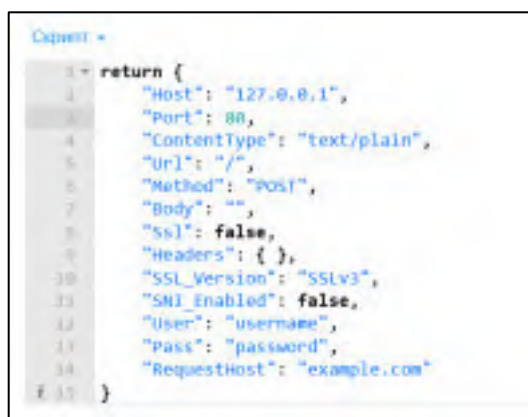 Скрипт
1 return {
2 "Host": "127.0.0.1",
3 "Port": 80,
4 "ContentType": "text/plain",
5 "Url": "/",
6 "Method": "POST",
7 "Body": "",
8 "Ssl": false,
9 "Headers": { },
10 "SSL_Version": "SSLv3",
11 "SNI_Enabled": false,
12 "User": "username",
13 "Pass": "password",
14 "RequestHost": "example.com"
i 15 }